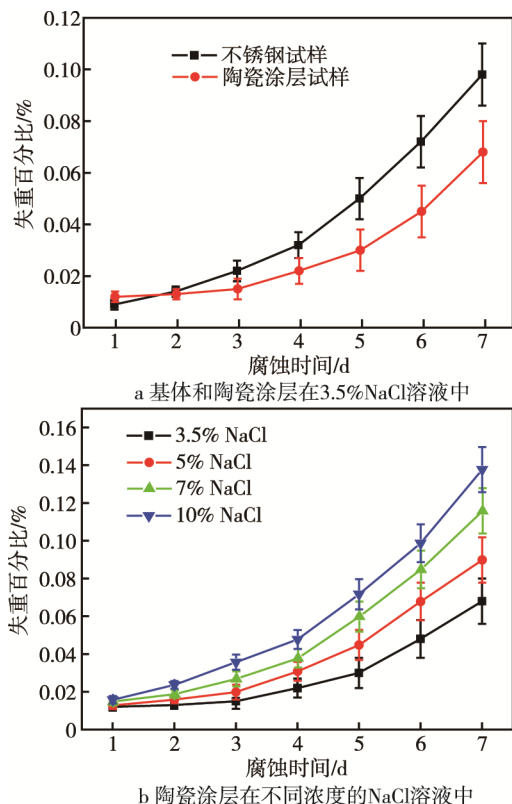 0.12
0.10
0.08
0.06
0.04
0.02
0
失重百分比/%
不锈钢试样
陶瓷涂层试样
1 2 3 4 5 6 7
腐蚀时间/d
a 基体和陶瓷涂层在3.5%NaCl溶液中
0.16
0.14
0.12
0.10
0.08
0.06
0.04
0.02
0
失重百分比/%
3.5% NaCl
5% NaCl
7% NaCl
10% NaCl
1 2 3 4 5 6 7
腐蚀时间/d
b 陶瓷涂层在不同浓度的NaCl溶液中